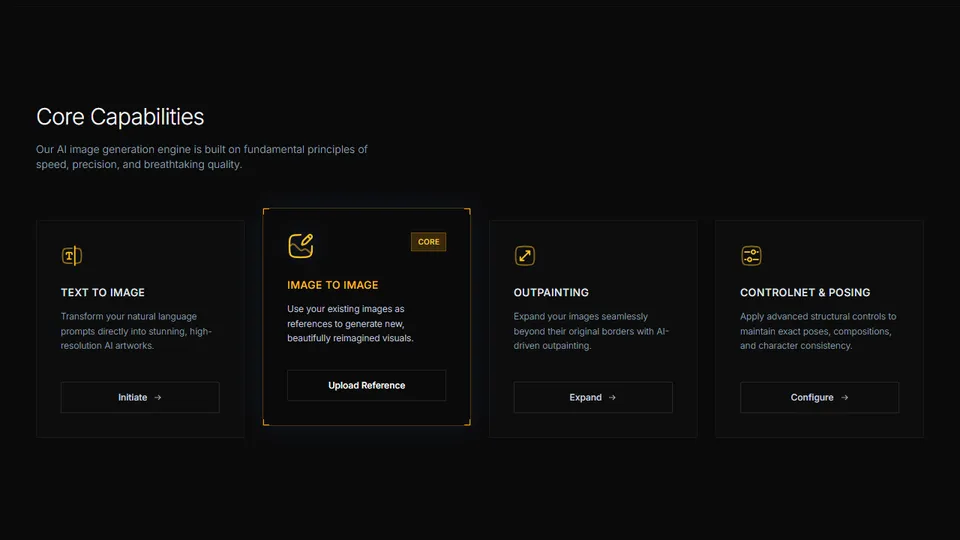 Core Capabilities
Our AI image generation engine is built on fundamental principles of
speed, precision, and breathtaking quality.
TEXT TO IMAGE
Transform your natural language
prompts directly into stunning, high-
resolution AI artworks.
Initiate →
CORE
IMAGE TO IMAGE
Use your existing images as
references to generate new,
beautifully reimagined visuals.
Upload Reference
OUTPAINTING
Expand your images seamlessly
beyond their original borders with AI-
driven outpainting.
Expand →
CONTROLNET & POSING
Apply advanced structural controls to
maintain exact poses, compositions,
and character consistency.
Configure →